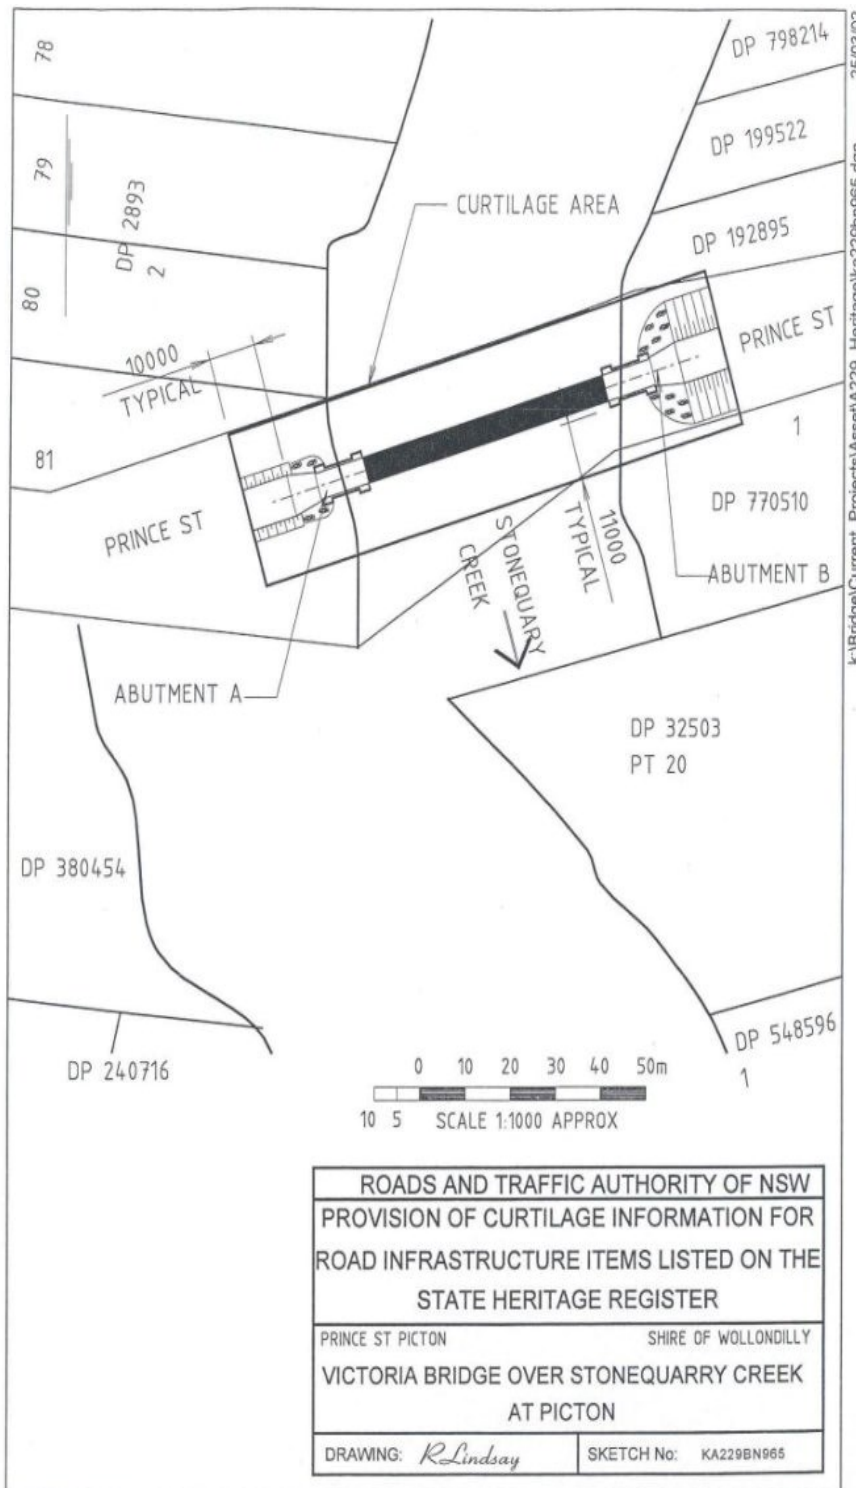 78
79
80
81
DP 2893
2
10000
TYPICAL
PRINCE ST
CURTILAGE AREA
DP 798214
DP 199522
DP 192895
PRINCE ST
1
DP 770510
ABUTMENT B
11000
TYPICAL
STONEQUARY
CREEK
ABUTMENT A
DP 32503
PT 20
DP 380454
DP 240716
DP 548596
1
0 10 20 30 40 50m
10 5 SCALE 1:1000 APPROX
ROADS AND TRAFFIC AUTHORITY OF NSW
PROVISION OF CURTILAGE INFORMATION FOR
ROAD INFRASTRUCTURE ITEMS LISTED ON THE
STATE HERITAGE REGISTER
PRINCE ST PICTON SHIRE OF WOLLONDILLY
VICTORIA BRIDGE OVER STONEQUARRY CREEK
AT PICTON
DRAWING: R Lindsay SKETCH No: KA229BN965